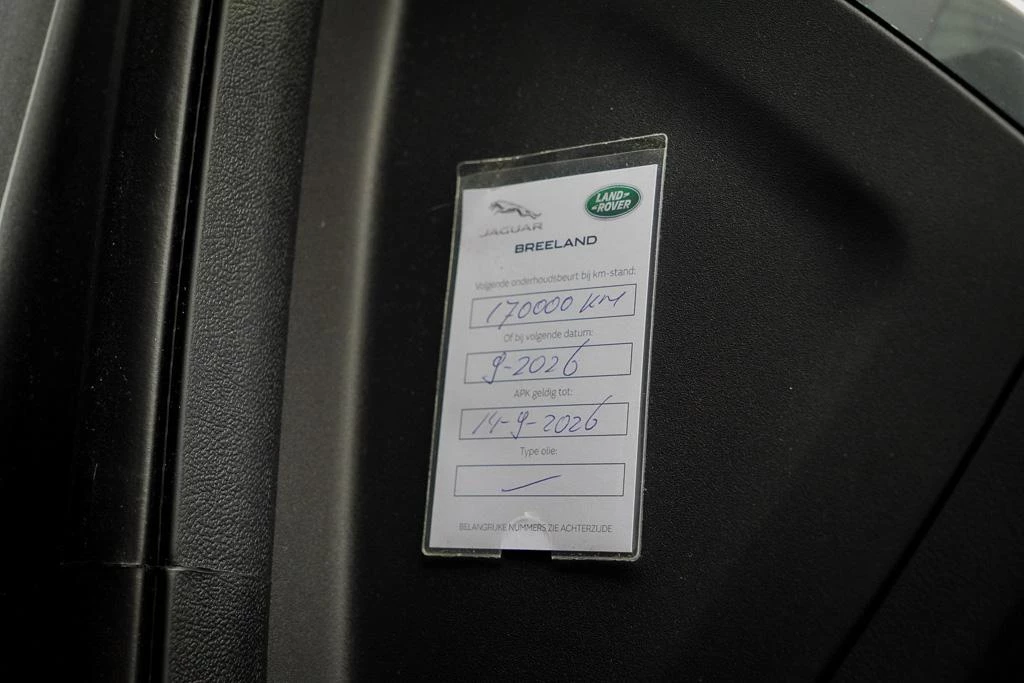 JAGUAR
LAND ROVER
BREELAND
Volgende onderhoudsbeurt bij km-stand:
170000 km
Of bij volgende datum:
9-2026
APK geldig tot:
14-9-2026
Type olie:
BELANGRIJKE NUMMERS ZIE ACHTERZIJDE